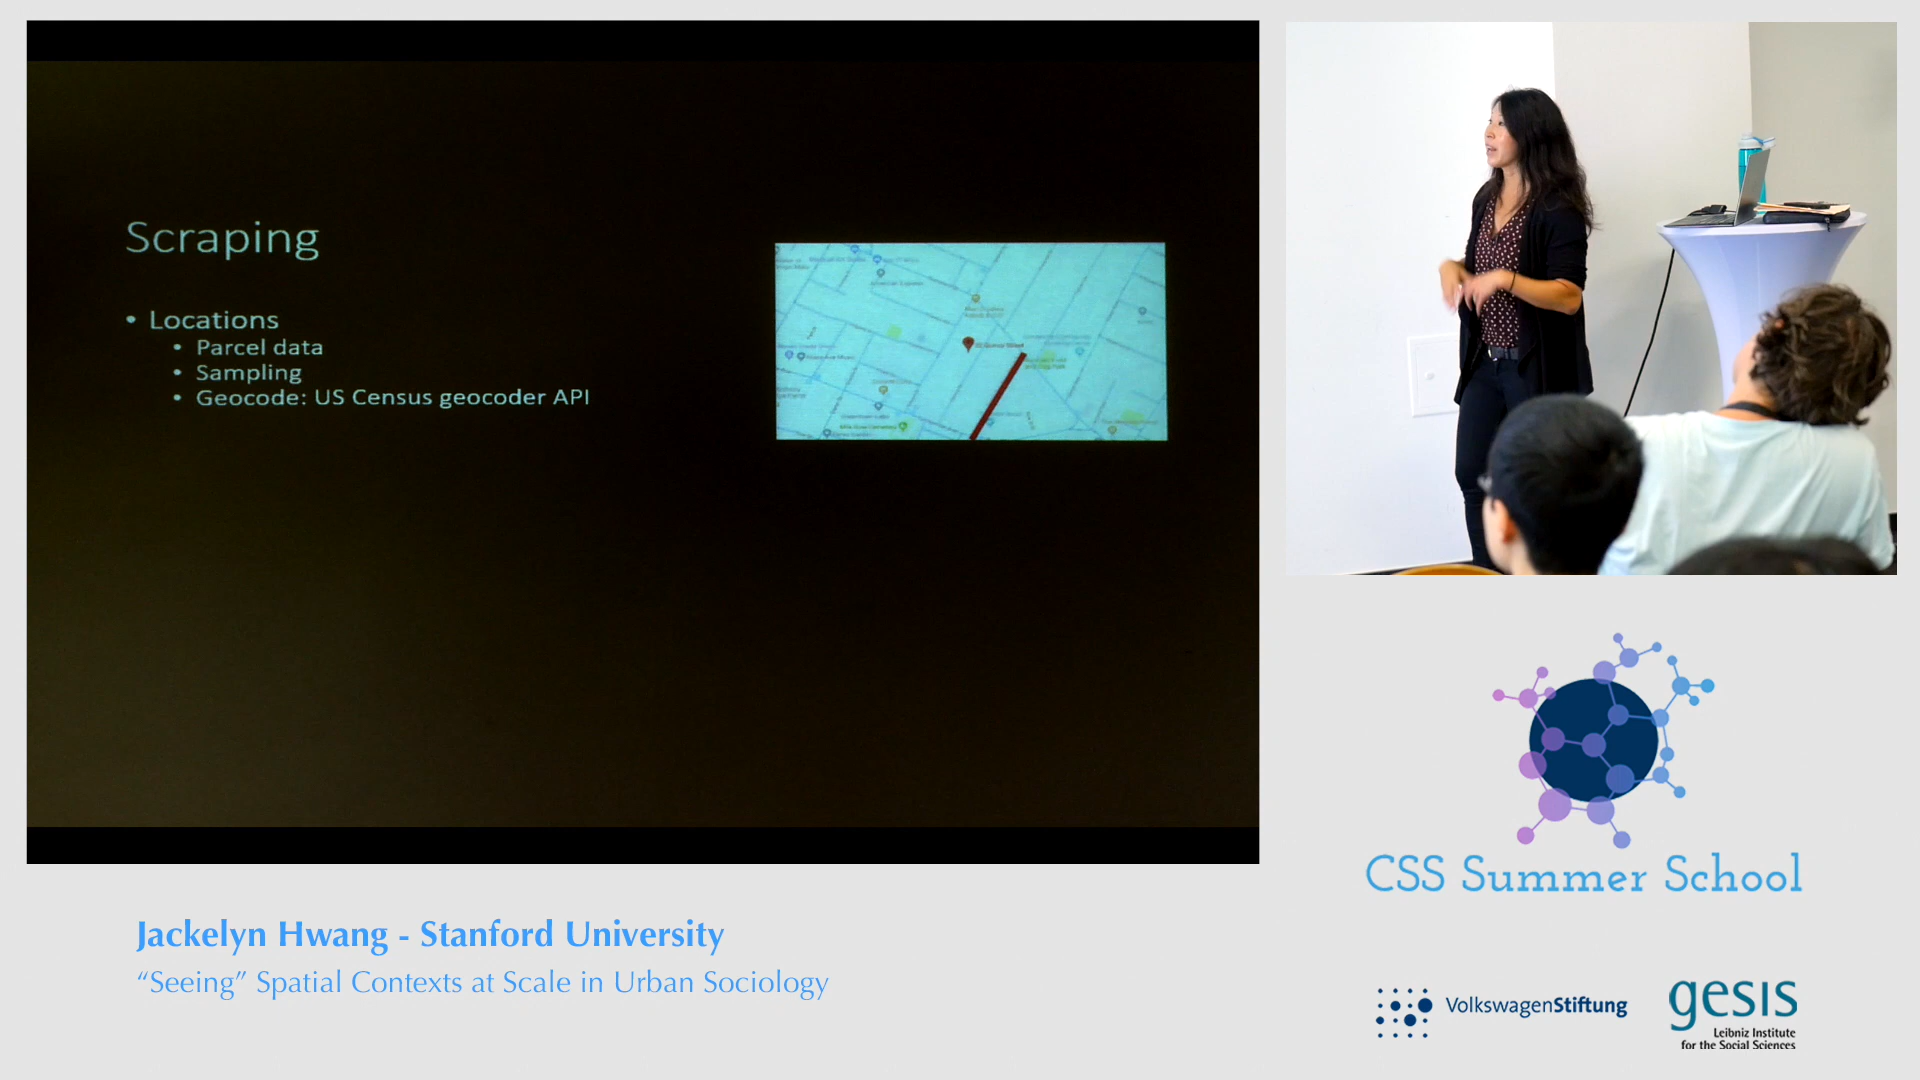 Scraping
• Locations
• Parcel data
• Sampling
• Geocode: US Census geocoder API
Jackelyn Hwang - Stanford University
“Seeing” Spatial Contexts at Scale in Urban Sociology
CSS Summer School
VolkswagenStiftung
gesis
Leibniz Institute
for the Social Sciences